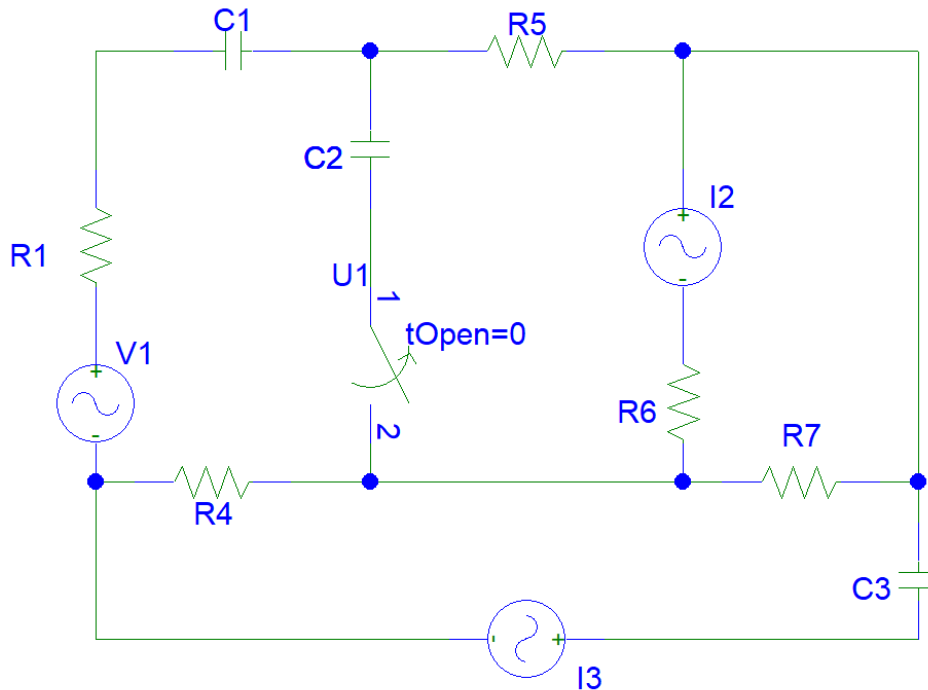 C1
R5
C2
I2
R1
U1
1
tOpen=0
V1
+
-
+
-
R6
2
R7
R4
C3
-
+
I3